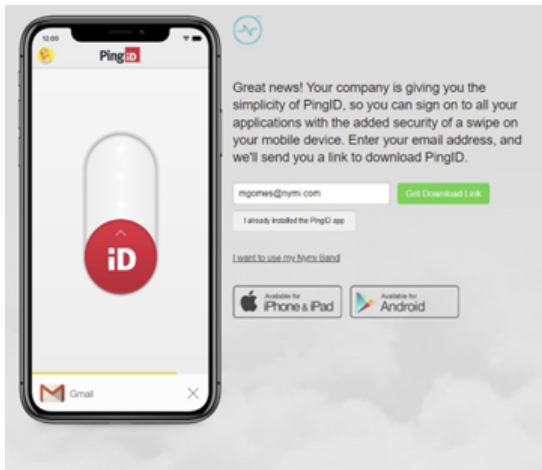 12:00
PingiD
Great news! Your company is giving you the
simplicity of PingID, so you can sign on to all your
applications with the added security of a swipe on
your mobile device. Enter your email address, and
we'll send you a link to download PingID.
mgomes@nymi.com
Get Download Link
I already installed the PingID app
I want to use my Nymi Band
Available for
iPhone & iPad
Available for
Android
iD
Gmail